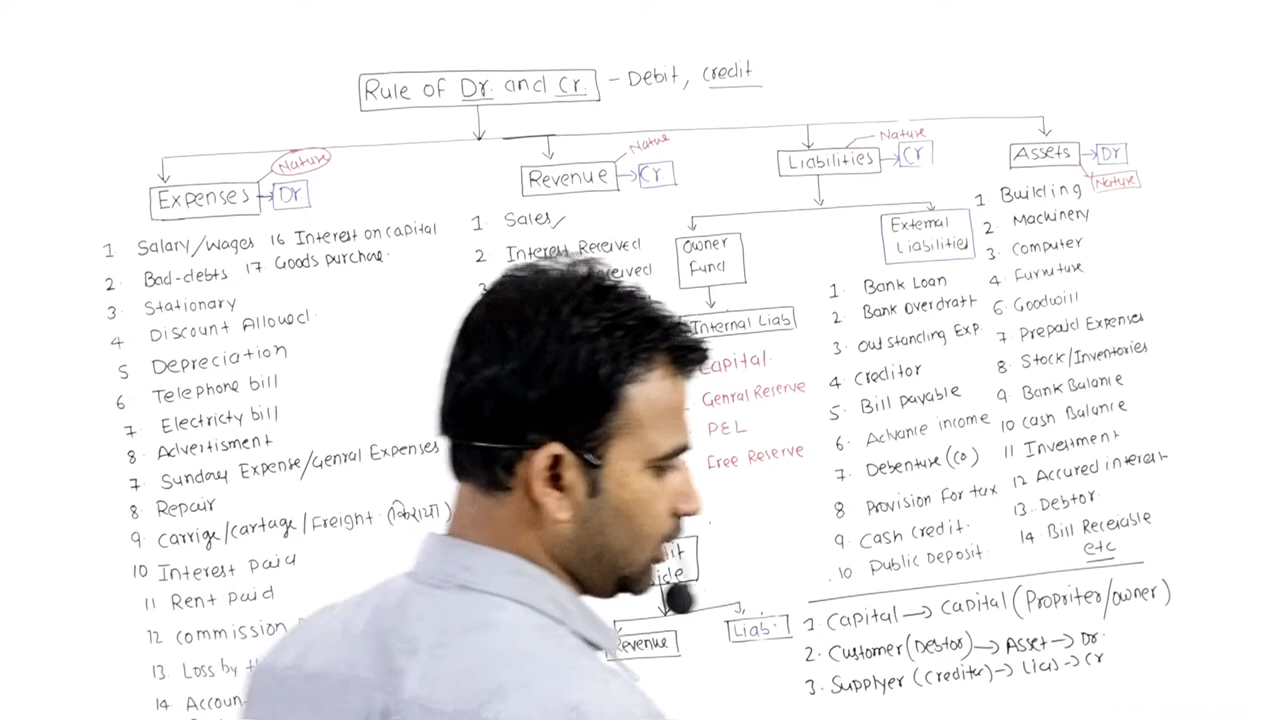 Rule of Dr. and Cr. - Debit, credit
Nature
Expenses → Dr
1 Salary/wages
2. Bad-debts
3. Stationary
4 Discount Allowed
5 Depreciation
6. Telephone bill
7. Electricty bill
8. Advertisment
7. Sunday Expense/Genral Expenses
8 Repair
9 Carrige/cartage/Freight (किराया)
10 Interest paid
11 Rent paid
12 commission
13. Loss by
14 Accoun
16 Interest on capital
17 Goods purchase.
Nature
Revenue → Cr.
1. Sales/
2 Interest Received
3
Nature
Liabilities → Cr
Owner Fund
Internal Liab
Capital.
Genral Reserve
P&L
Free Reserve
Revenue
Liab.
External Liabilities
1 Bank Loan
2 Bank Overdraft
3 Outstanding Exp.
4 Creditor
5. Bill payable
6. Advance income
7. Debenture (co)
8 Provision for tax
9 Cash credit.
.10 Public Deposit
Assets → Dr
Nature
1 Building
2. Machinery
3. Computer
4 Furniture
6 Goodwill
7 Prepaid Expenses
8 Stock/Inventories
9. Bank Balance
10 Cash Balance
11 Investment
12 Accured interest
13. Debtor.
14 Bill Receiable
etc
1. Capital → Capital (Propriter/owner)
2. Customer (Debtor) → Asset → Dr.
3. Supplyer (Crediter) → Liab → Cr